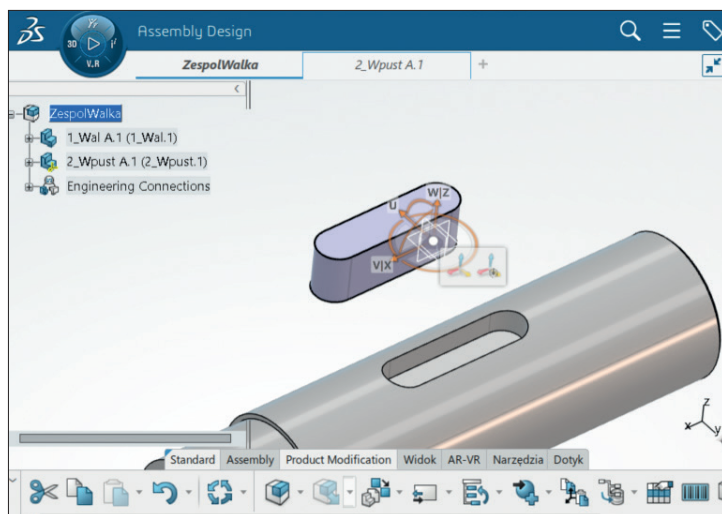 3S
3D
V.R
Assembly Design
ZespolWalka
2_Wpust A.1
+
ZespolWalka
1_Wal A.1 (1_Wal.1)
2_Wpust A.1 (2_Wpust.1)
Engineering Connections
W|Z
U
V|X
z
x
y
Standard Assembly Product Modification Widok AR-VR Narzędzia Dotyk